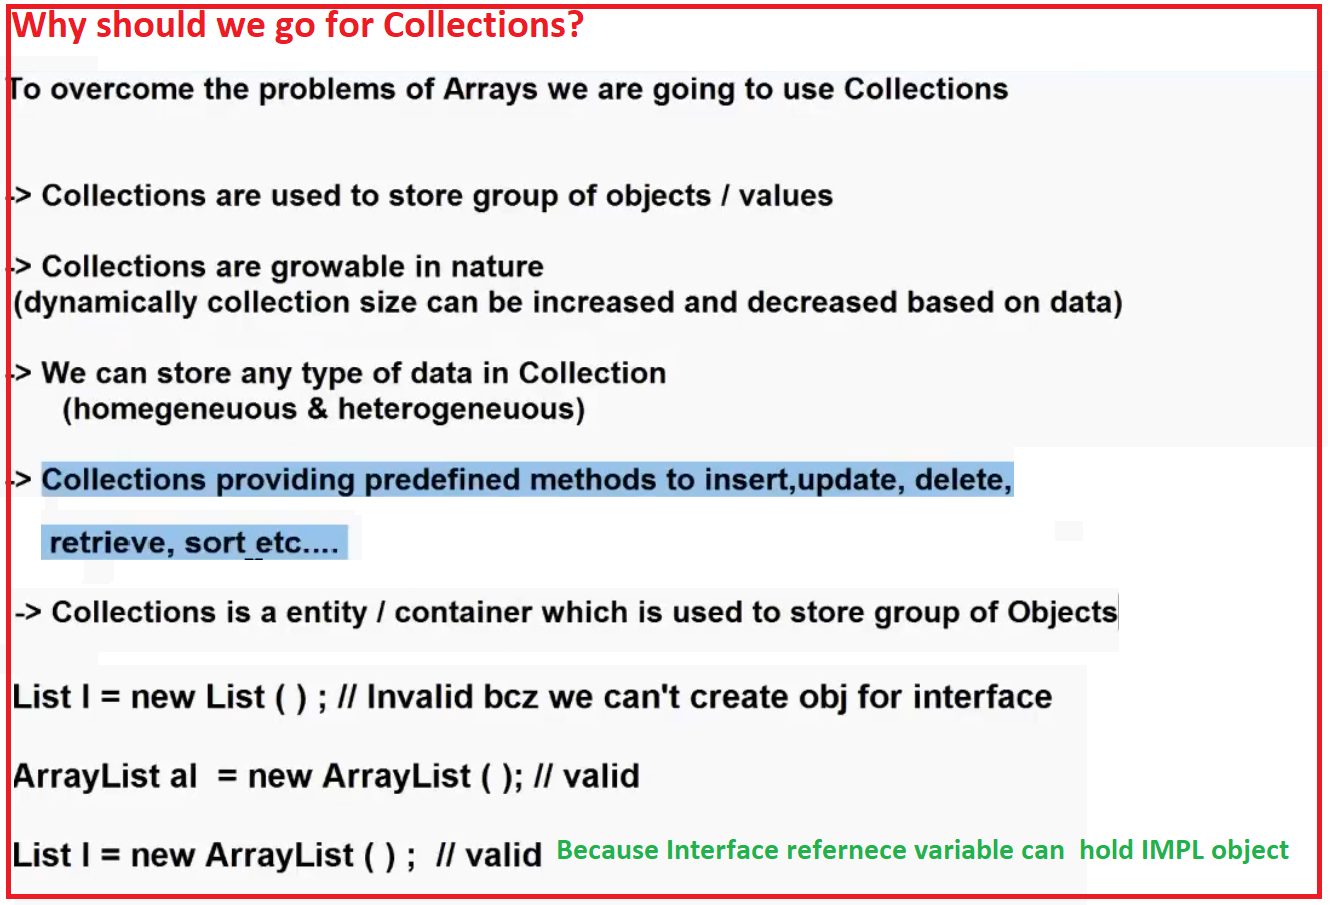 Why should we go for Collections?
To overcome the problems of Arrays we are going to use Collections
-> Collections are used to store group of objects / values
-> Collections are growable in nature
(dynamically collection size can be increased and decreased based on data)
-> We can store any type of data in Collection
(homegeneuous & heterogeneuous)
-> Collections providing predefined methods to insert,update, delete,
retrieve, sort etc....
-> Collections is a entity / container which is used to store group of Objects
List l = new List ( ) ; // Invalid bcz we can't create obj for interface
ArrayList al = new ArrayList ( ); // valid
List l = new ArrayList ( ) ; // valid Because Interface refernece variable can hold IMPL object